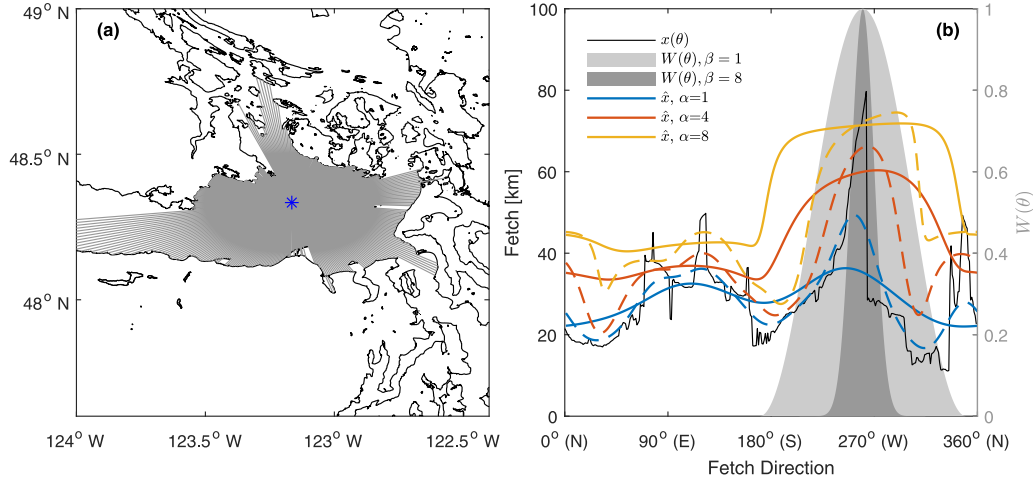 (a)
49° N
48.5° N
48° N
124° W
123.5° W
123° W
122.5° W
(b)
x(θ)
W(θ), β = 1
W(θ), β = 8
x̂, α=1
x̂, α=4
x̂, α=8
Fetch [km]
100
80
60
40
20
0
W(θ)
1
0.8
0.6
0.4
0.2
0
0° (N)
90° (E)
180° (S)
270° (W)
360° (N)
Fetch Direction